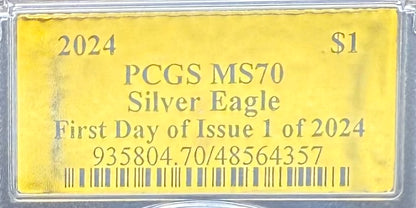 2024 $1
PCGS MS70
Silver Eagle
First Day of Issue 1 of 2024
935804.70/48564357